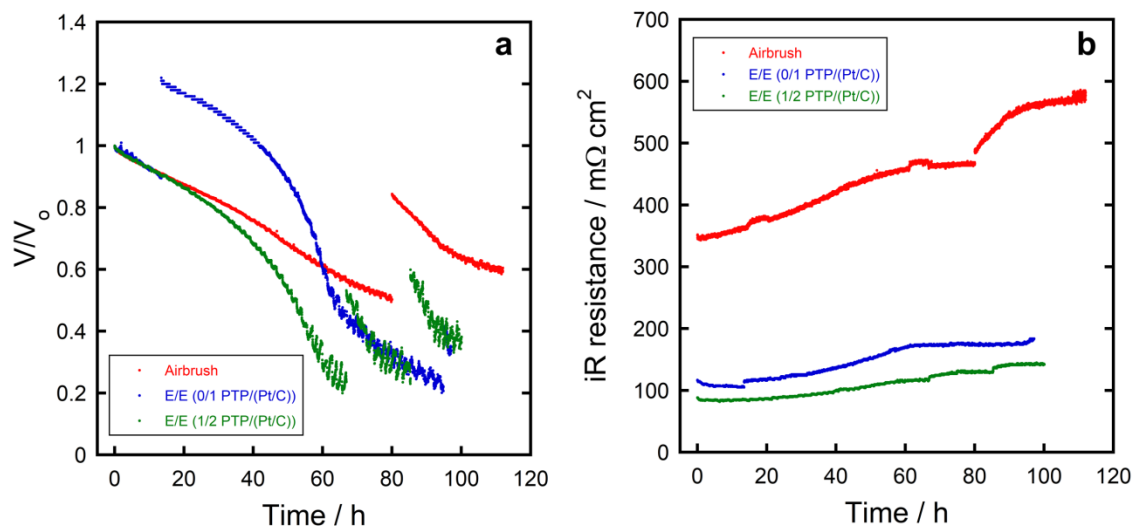 a
1.4
1.2
1
0.8
0.6
0.4
0.2
0
V/V₀
Airbrush
E/E (0/1 PTP/(Pt/C))
E/E (1/2 PTP/(Pt/C))
0 20 40 60 80 100 120
Time / h
b
700
600
500
400
300
200
100
0
iR resistance / mΩ cm²
Airbrush
E/E (0/1 PTP/(Pt/C))
E/E (1/2 PTP/(Pt/C))
0 20 40 60 80 100 120
Time / h